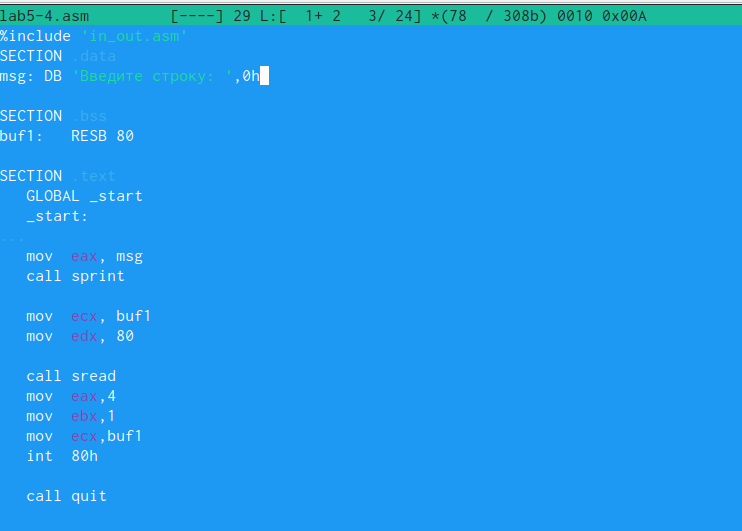 lab5-4.asm [----] 29 L:[ 1+ 2 3/ 24] *(78 / 308b) 0010 0x00A
%include 'in_out.asm'
SECTION .data
msg: DB 'Введите строку: ',0h
SECTION .bss
buf1: RESB 80
SECTION .text
GLOBAL _start
_start:
...
mov eax, msg
call sprint
mov ecx, buf1
mov edx, 80
call sread
mov eax,4
mov ebx,1
mov ecx,buf1
int 80h
call quit